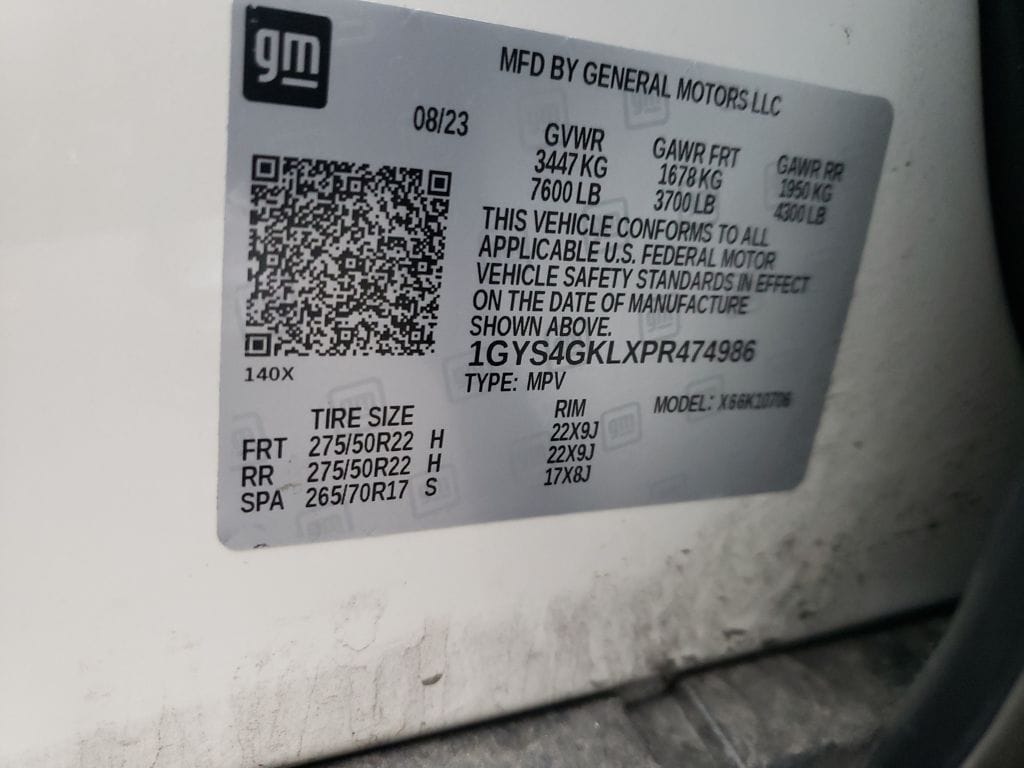 gm
MFD BY GENERAL MOTORS LLC
08/23
GVWR GAWR FRT GAWR RR
3447 KG 1678 KG 1950 KG
7600 LB 3700 LB 4300 LB
THIS VEHICLE CONFORMS TO ALL
APPLICABLE U.S. FEDERAL MOTOR
VEHICLE SAFETY STANDARDS IN EFFECT
ON THE DATE OF MANUFACTURE
SHOWN ABOVE.
1GYS4GKLXPR474986
140X
TYPE: MPV
MODEL: X66K10706
TIRE SIZE RIM
FRT 275/50R22 H 22X9J
RR 275/50R22 H 22X9J
SPA 265/70R17 S 17X8J